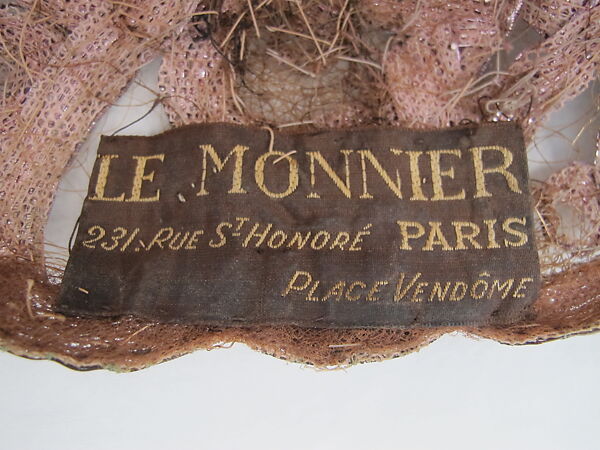 LE MONNIER
231, RUE ST HONORÉ PARIS
PLACE VENDÔME